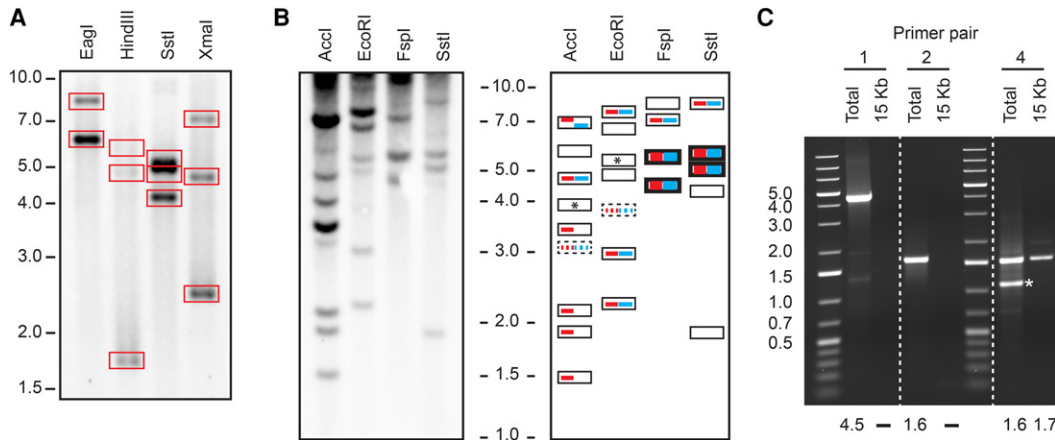 A
EagI
HindIII
SstI
XmaI
10.0
7.0
5.0
4.0
3.0
2.0
1.5
B
AccI
EcoRI
FspI
SstI
- 10.0 -
- 7.0 -
- 5.0 -
- 4.0 -
- 3.0 -
- 2.0 -
- 1.5 -
- 1.0 -
AccI
EcoRI
FspI
SstI
*
*
C
Primer pair
1
2
4
Total
15 Kb
Total
15 Kb
Total
15 Kb
5.0
4.0
3.0
2.0
1.5
1.0
0.7
0.5
*
4.5 – 1.6 – 1.6 1.7